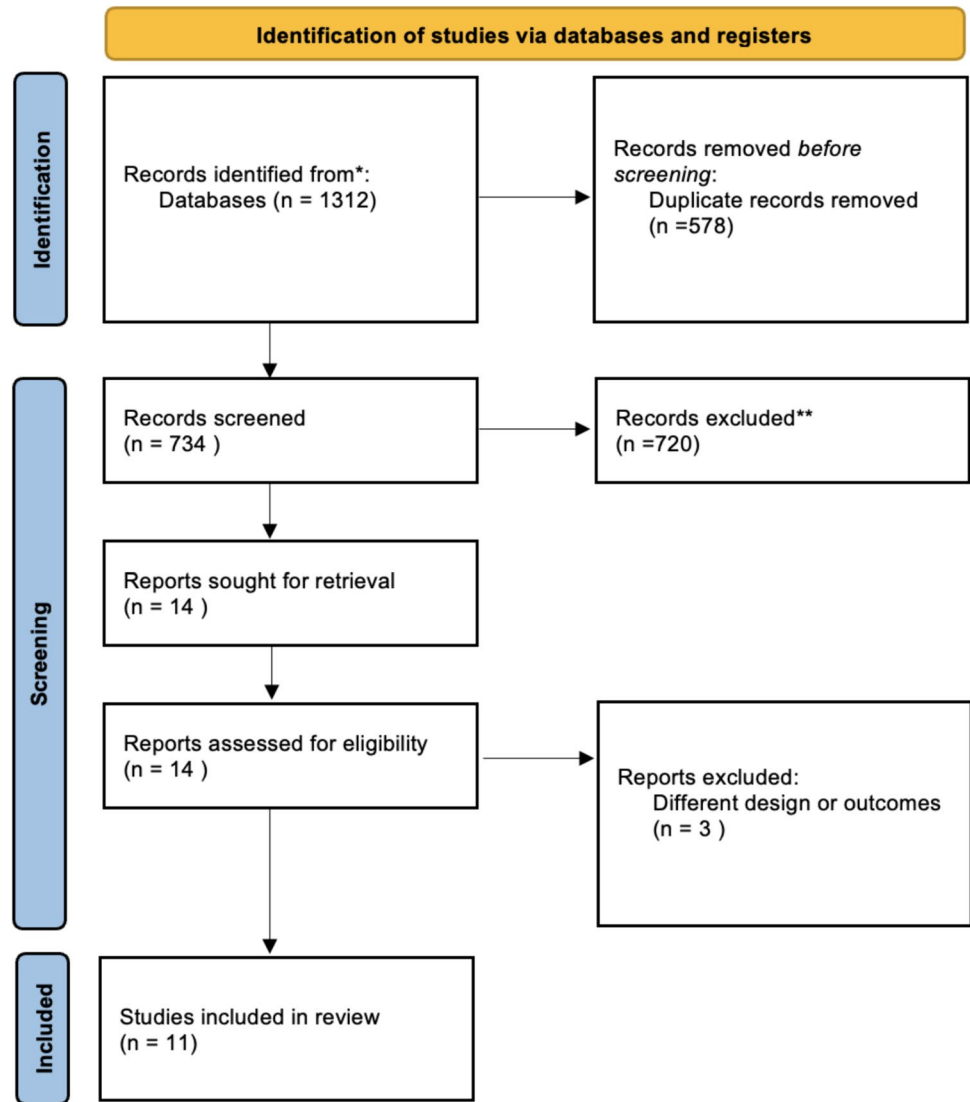 Identification of studies via databases and registers
Identification
Records identified from*:
Databases (n = 1312)
Records removed before
screening:
Duplicate records removed
(n =578)
Screening
Records screened
(n = 734 )
Records excluded**
(n =720)
Reports sought for retrieval
(n = 14 )
Reports assessed for eligibility
(n = 14 )
Reports excluded:
Different design or outcomes
(n = 3 )
Included
Studies included in review
(n = 11)